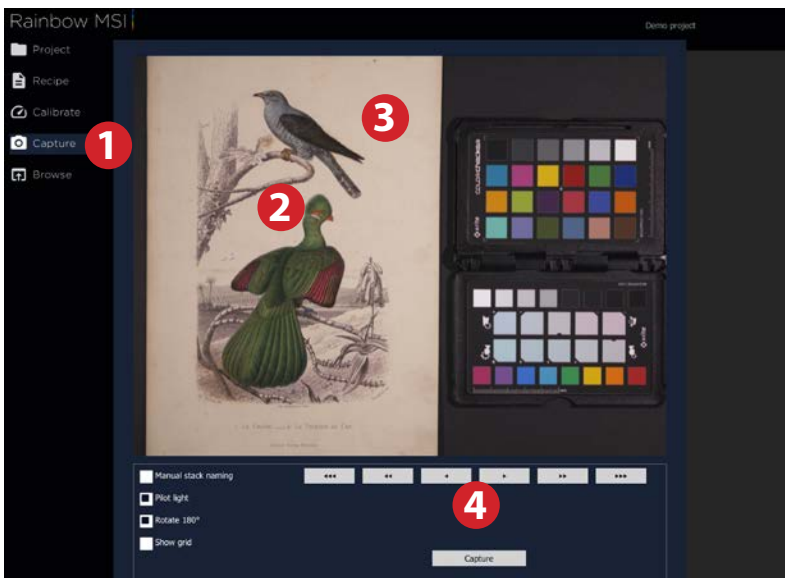 Rainbow MSI
Demo project
Project
Recipe
Calibrate
Capture
Browse
1
3
2
Manual stack naming
Pilot light
Rotate 180°
Show grid
4
Capture